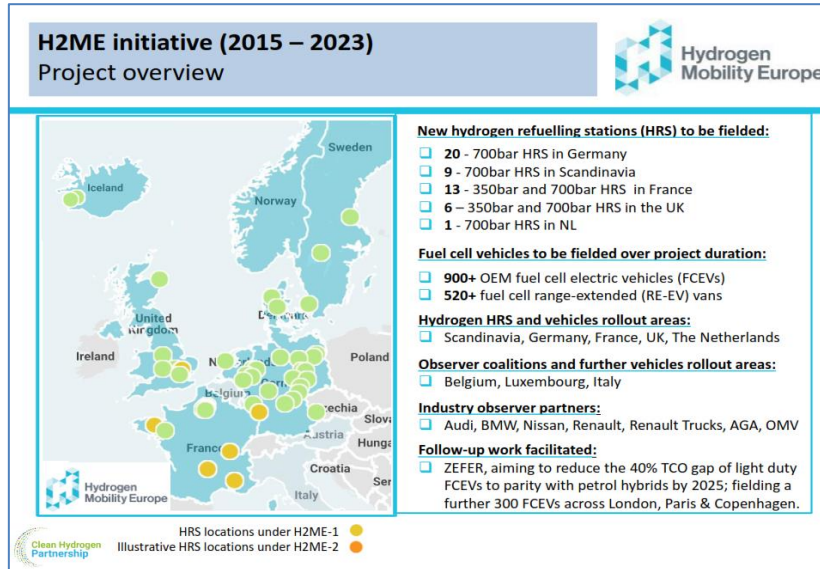 H2ME initiative (2015 – 2023)
Project overview
Hydrogen
Mobility Europe
Iceland
Sweden
Norway
United
Kingdom
Ireland
Poland
Belgium
Czechia
France
Austria
Hunga
Croatia
Ser
Italy
Hydrogen
Mobility Europe
New hydrogen refuelling stations (HRS) to be fielded:
20 - 700bar HRS in Germany
9 - 700bar HRS in Scandinavia
13 - 350bar and 700bar HRS in France
6 – 350bar and 700bar HRS in the UK
1 - 700bar HRS in NL
Fuel cell vehicles to be fielded over project duration:
900+ OEM fuel cell electric vehicles (FCEVs)
520+ fuel cell range-extended (RE-EV) vans
Hydrogen HRS and vehicles rollout areas:
Scandinavia, Germany, France, UK, The Netherlands
Observer coalitions and further vehicles rollout areas:
Belgium, Luxembourg, Italy
Industry observer partners:
Audi, BMW, Nissan, Renault, Renault Trucks, AGA, OMV
Follow-up work facilitated:
ZEFER, aiming to reduce the 40% TCO gap of light duty
FCEVs to parity with petrol hybrids by 2025; fielding a
further 300 FCEVs across London, Paris & Copenhagen.
Clean Hydrogen
Partnership
HRS locations under H2ME-1
Illustrative HRS locations under H2ME-2